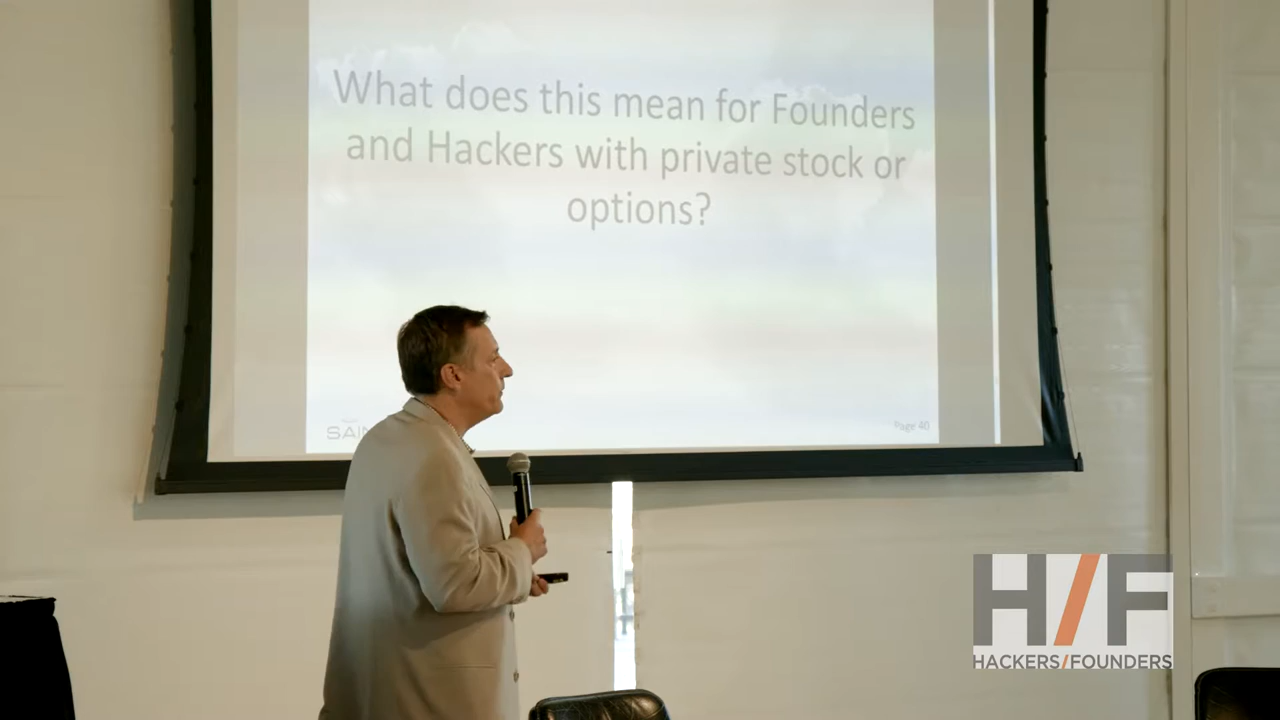 What does this mean for Founders
and Hackers with private stock or
options?
Page 40
H/F
HACKERS/FOUNDERS